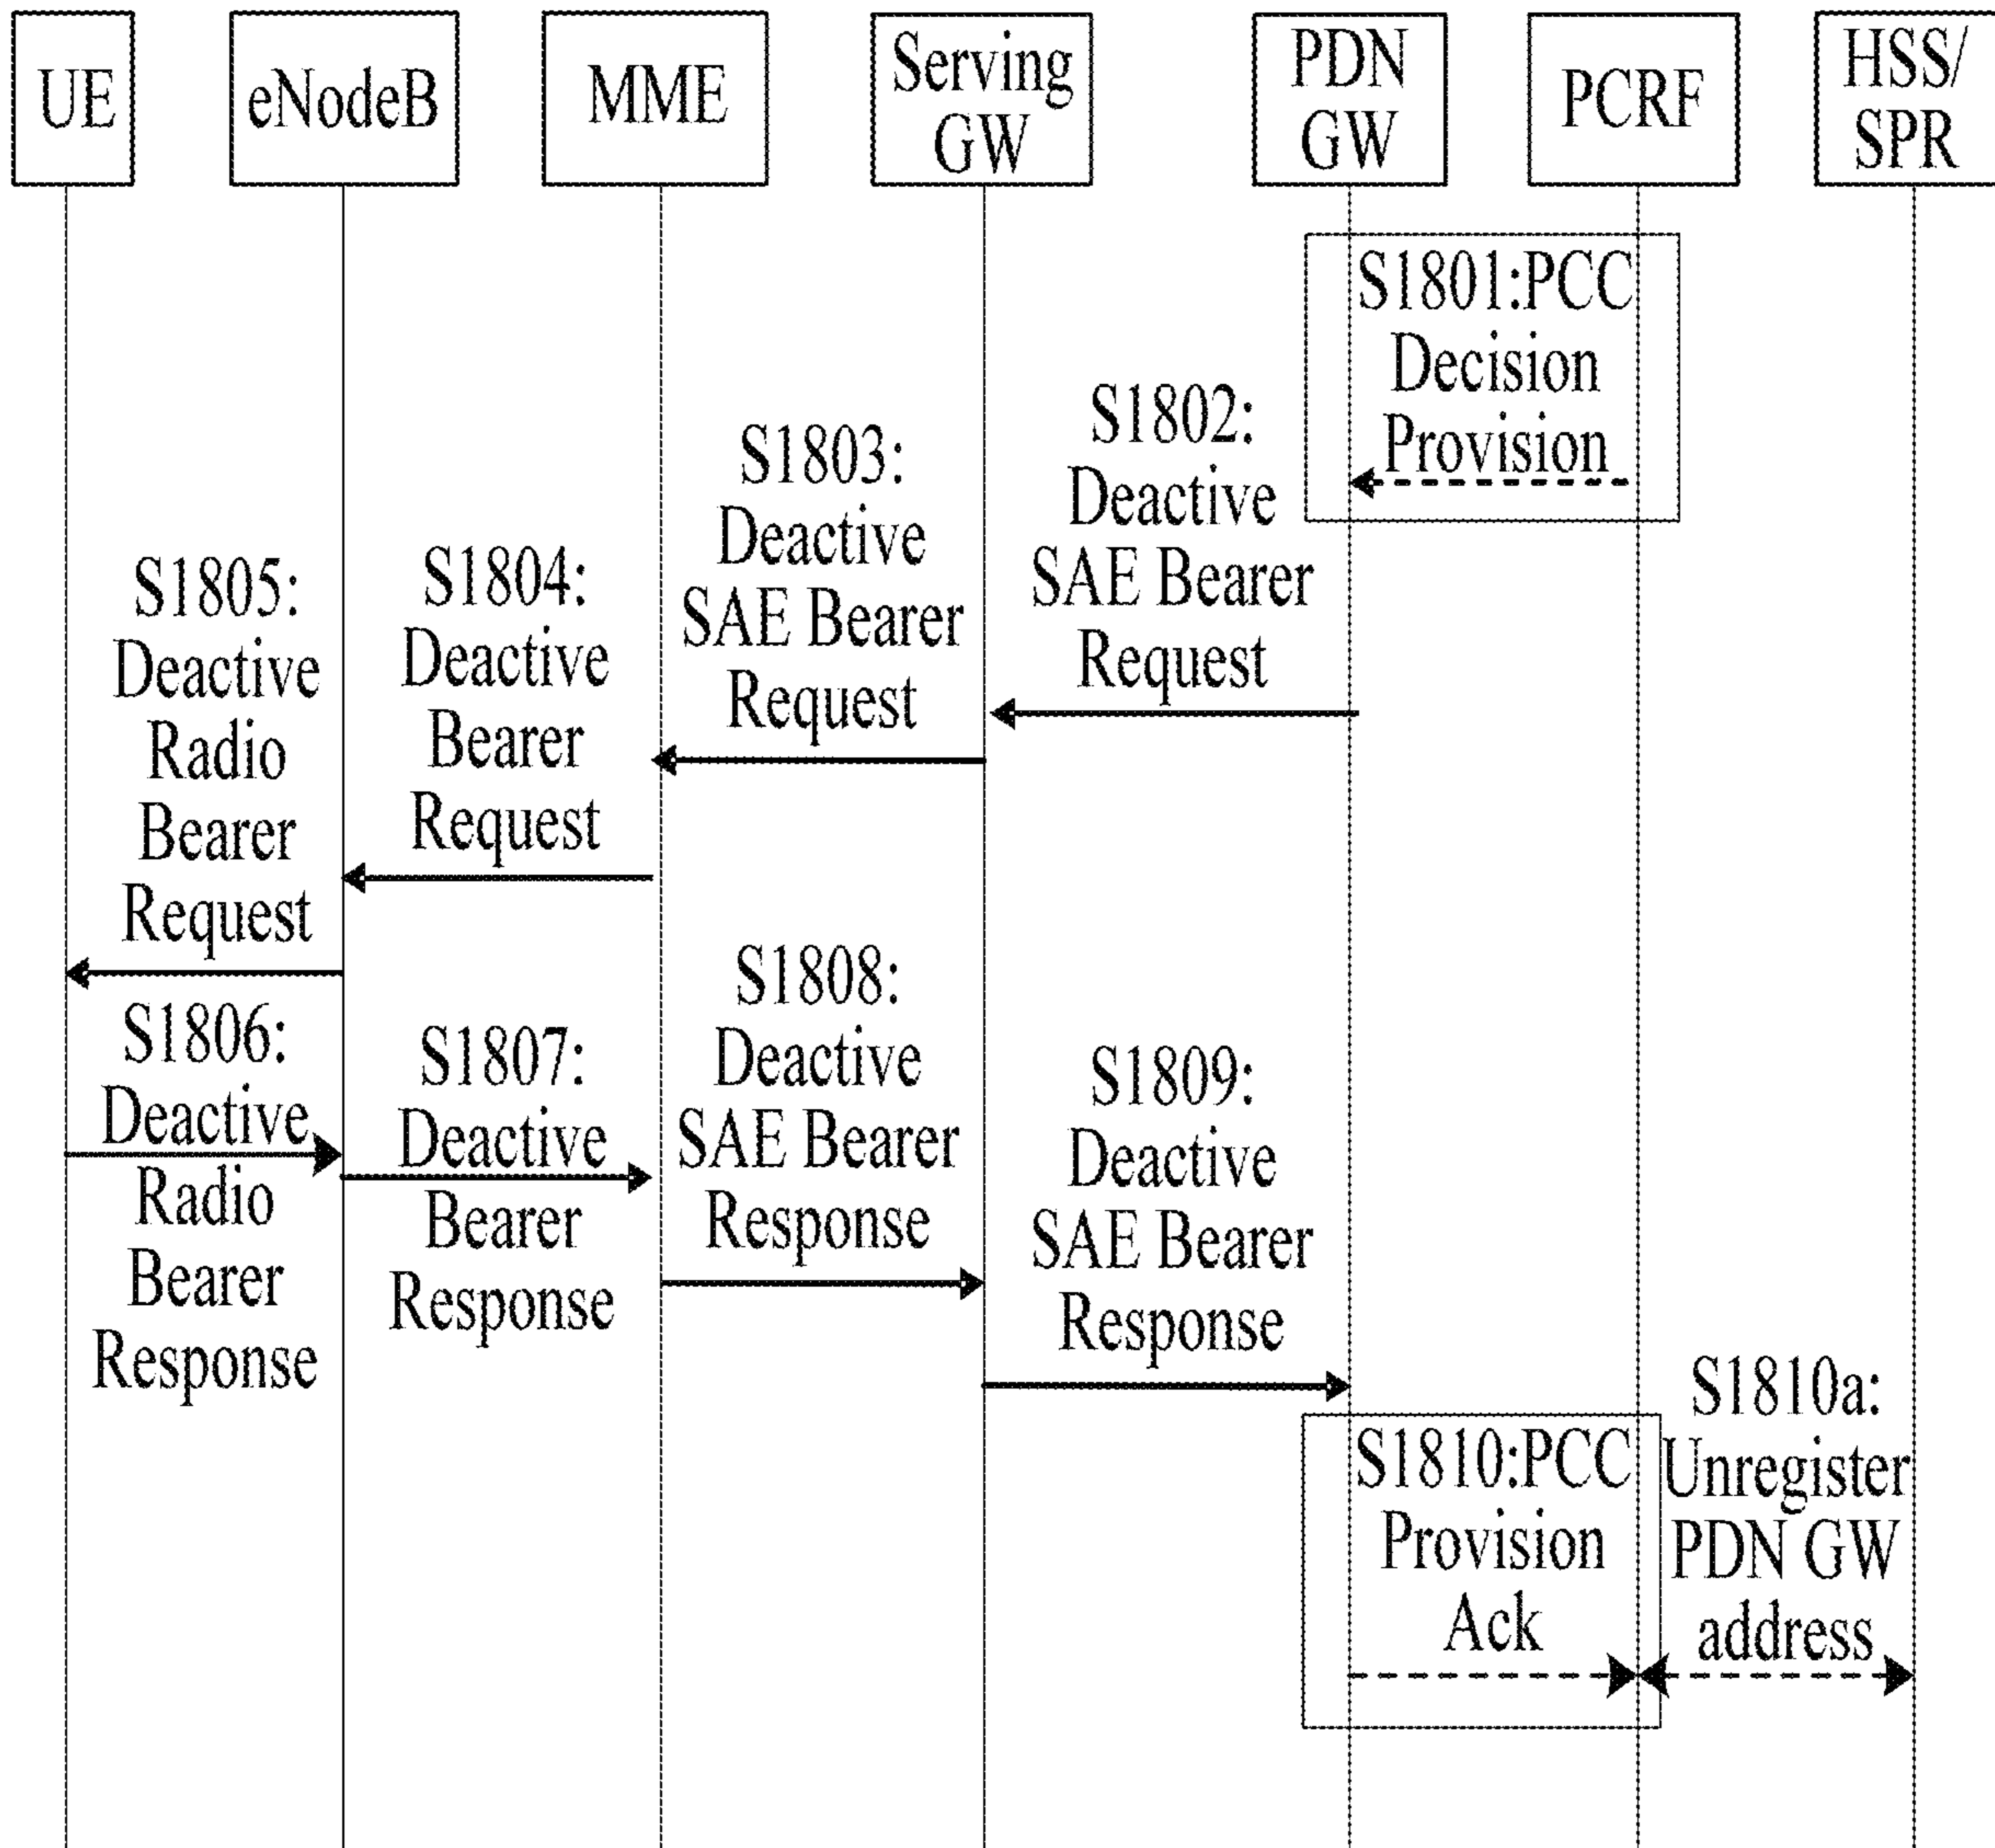 UE
eNodeB
MME
Serving
GW
PDN
GW
PCRF
HSS/
SPR
S1801:PCC
Decision
Provision
S1802:
Deactive
SAE Bearer
Request
S1803:
Deactive
SAE Bearer
Request
S1804:
Deactive
Bearer
Request
S1805:
Deactive
Radio
Bearer
Request
S1806:
Deactive
Radio
Bearer
Response
S1807:
Deactive
Bearer
Response
S1808:
Deactive
SAE Bearer
Response
S1809:
Deactive
SAE Bearer
Response
S1810:PCC
Provision
Ack
S1810a:
Unregister
PDN GW
address